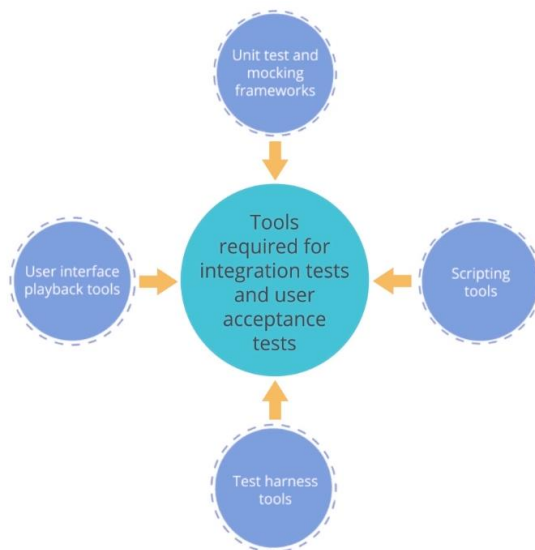 Unit test and
mocking
frameworks
Tools
required for
integration tests
and user
acceptance
tests
User interface
playback tools
Scripting
tools
Test harness
tools